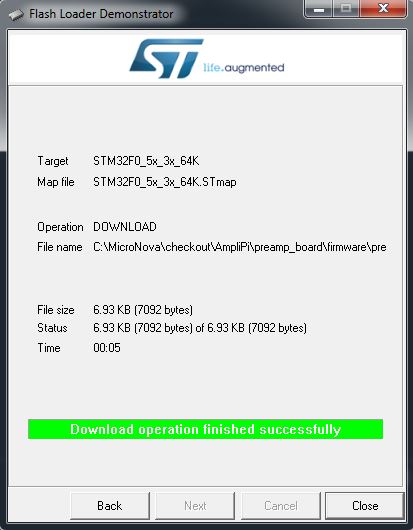 Flash Loader Demonstrator
ST life.augmented
Target STM32F0_5x_3x_64K
Map file STM32F0_5x_3x_64K.STmap
Operation DOWNLOAD
File name C:\MicroNova\checkout\AmpliPi\preamp_board\firmware\pre
File size 6.93 KB (7092 bytes)
Status 6.93 KB (7092 bytes) of 6.93 KB (7092 bytes)
Time 00:05
Download operation finished successfully
Back Next Cancel Close